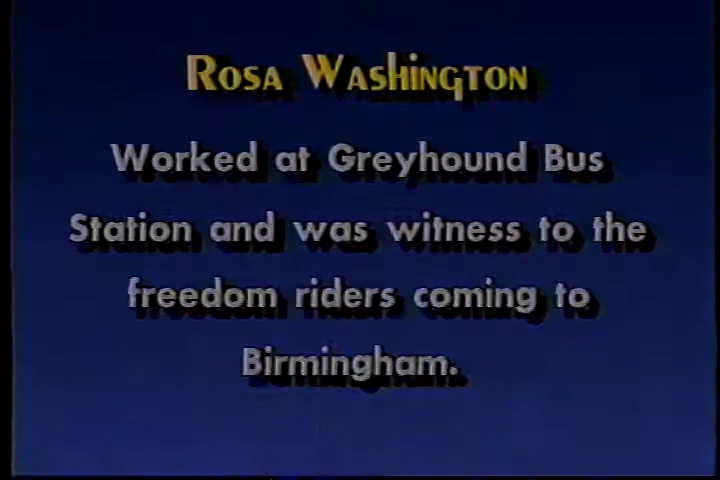 Rosa Washington
Worked at Greyhound Bus
Station and was witness to the
freedom riders coming to
Birmingham.